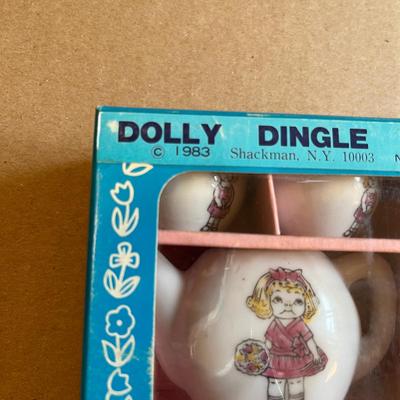 DOLLY DINGLE
© 1983 Shackman, N.Y. 10003